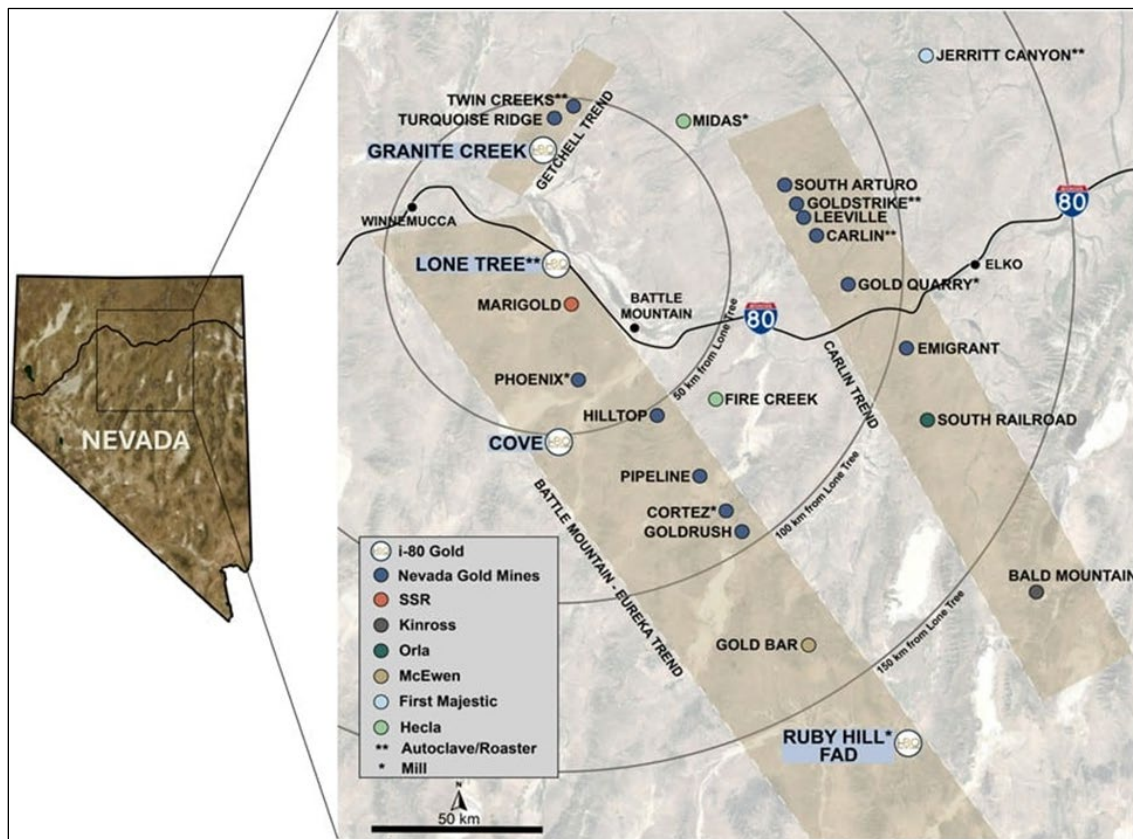 JERRITT CANYON**
TWIN CREEKS**
TURQUOISE RIDGE
MIDAS*
GRANITE CREEK
GETCHELL TREND
SOUTH ARTURO
GOLDSTRIKE**
LEEVILLE
CARLIN**
80
WINNEMUCCA
LONE TREE**
ELKO
GOLD QUARRY*
MARIGOLD
BATTLE
MOUNTAIN
80
EMIGRANT
PHOENIX*
50 km from Lone Tree
CARLIN TREND
FIRE CREEK
HILLTOP
SOUTH RAILROAD
NEVADA
COVE
PIPELINE
CORTEZ*
GOLDRUSH
100 km from Lone Tree
BATTLE MOUNTAIN - EUREKA TREND
BALD MOUNTAIN
GOLD BAR
150 km from Lone Tree
RUBY HILL*
FAD
i-80 Gold
Nevada Gold Mines
SSR
Kinross
Orla
McEwen
First Majestic
Hecla
** Autoclave/Roaster
* Mill
N
50 km